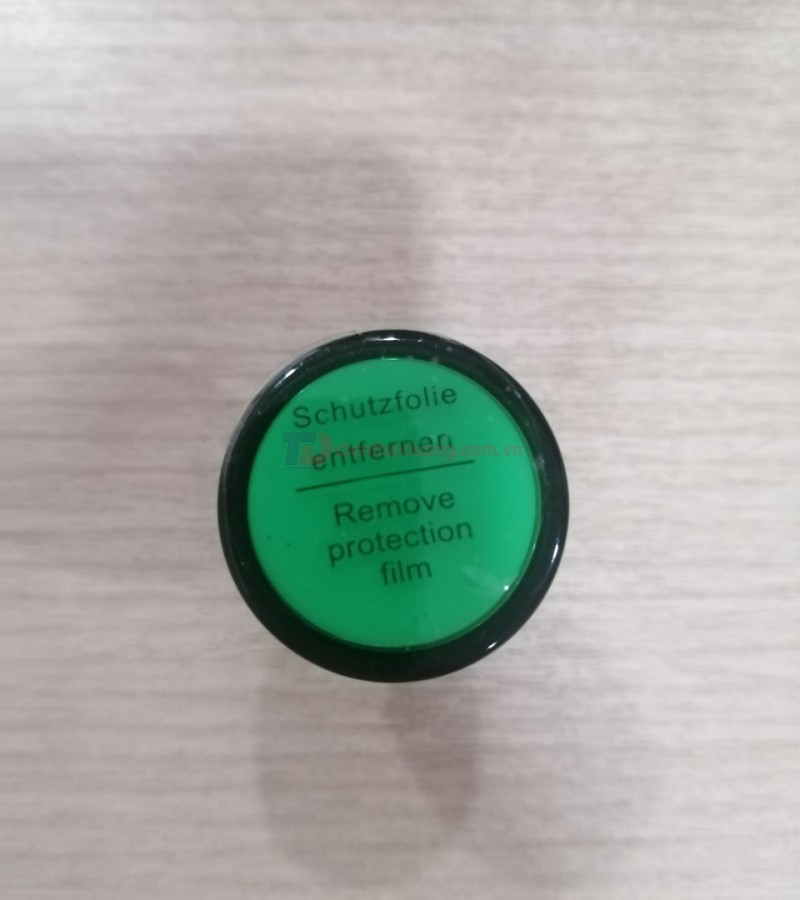 Schutzfolie
entfernen
Remove
protection
film